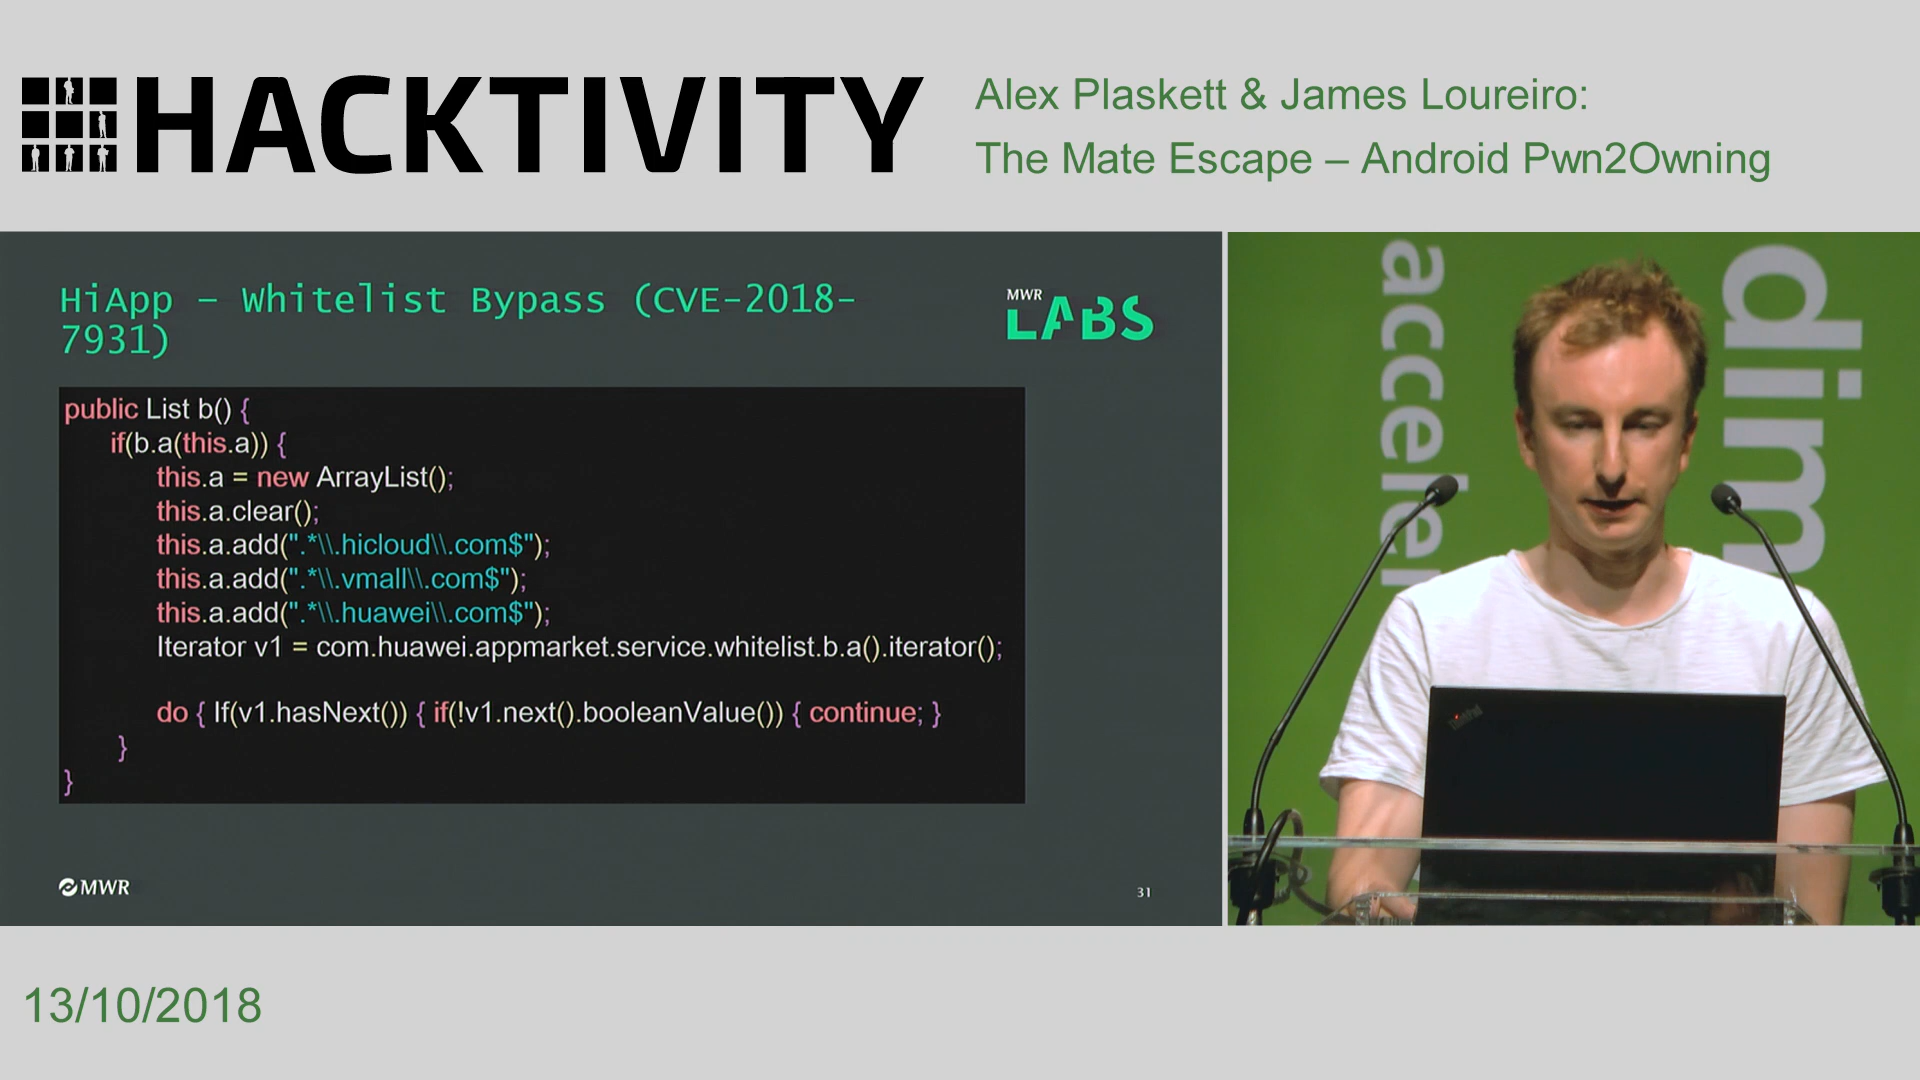 HACKTIVITY
Alex Plaskett & James Loureiro:
The Mate Escape – Android Pwn2Owning
HiApp – Whitelist Bypass (CVE-2018-
7931)
MWR
LABS
public List b() {
if(b.a(this.a)) {
this.a = new ArrayList();
this.a.clear();
this.a.add(".*\\.hicloud\\.com$");
this.a.add(".*\\.vmall\\.com$");
this.a.add(".*\\.huawei\\.com$");
Iterator v1 = com.huawei.appmarket.service.whitelist.b.a().iterator();
do { If(v1.hasNext()) { if(!v1.next().booleanValue()) { continue; }
}
}
MWR
31
accele
dim
13/10/2018